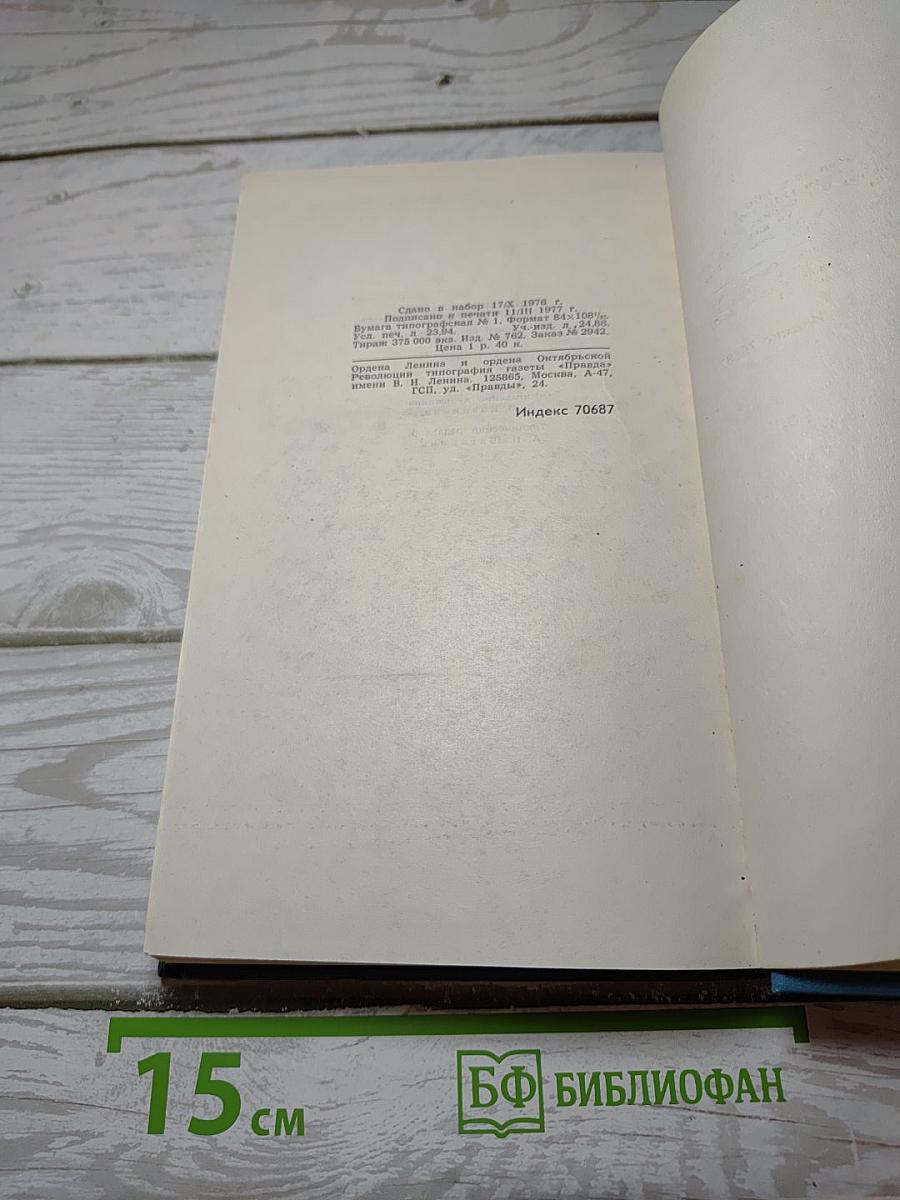 Сдано в набор 17/X 1976 г.
Подписано к печати 11/III 1977 г.
Бумага типографская № 1. Формат 84×108¹/₃₂.
Усл. печ. л. 23,94. Уч.-изд. л. 24,86.
Тираж 375 000 экз. Изд. № 762. Заказ № 2942.
Цена 1 р. 40 к.
Ордена Ленина и ордена Октябрьской
Революции типография газеты «Правда»
имени В. И. Ленина. 125865, Москва, А-47,
ГСП, ул. «Правды», 24.
Индекс 70687
15 см
БФ БИБЛИОФАН